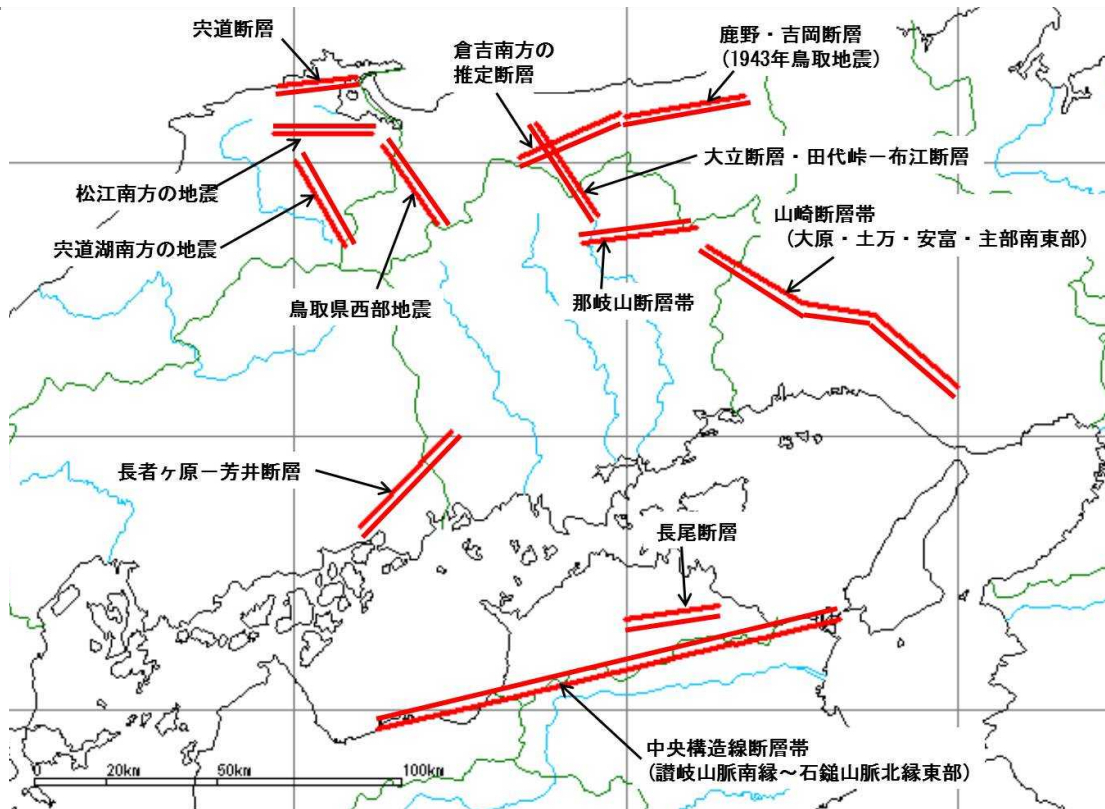 宍道断層
倉吉南方の
推定断層
鹿野・吉岡断層
(1943年鳥取地震)
大立断層・田代峠－布江断層
松江南方の地震
山崎断層帯
(大原・土万・安富・主部南東部)
宍道湖南方の地震
鳥取県西部地震
那岐山断層帯
長者ヶ原－芳井断層
長尾断層
中央構造線断層帯
(讃岐山脈南縁～石鎚山脈北縁東部)
0 20km 50km 100km